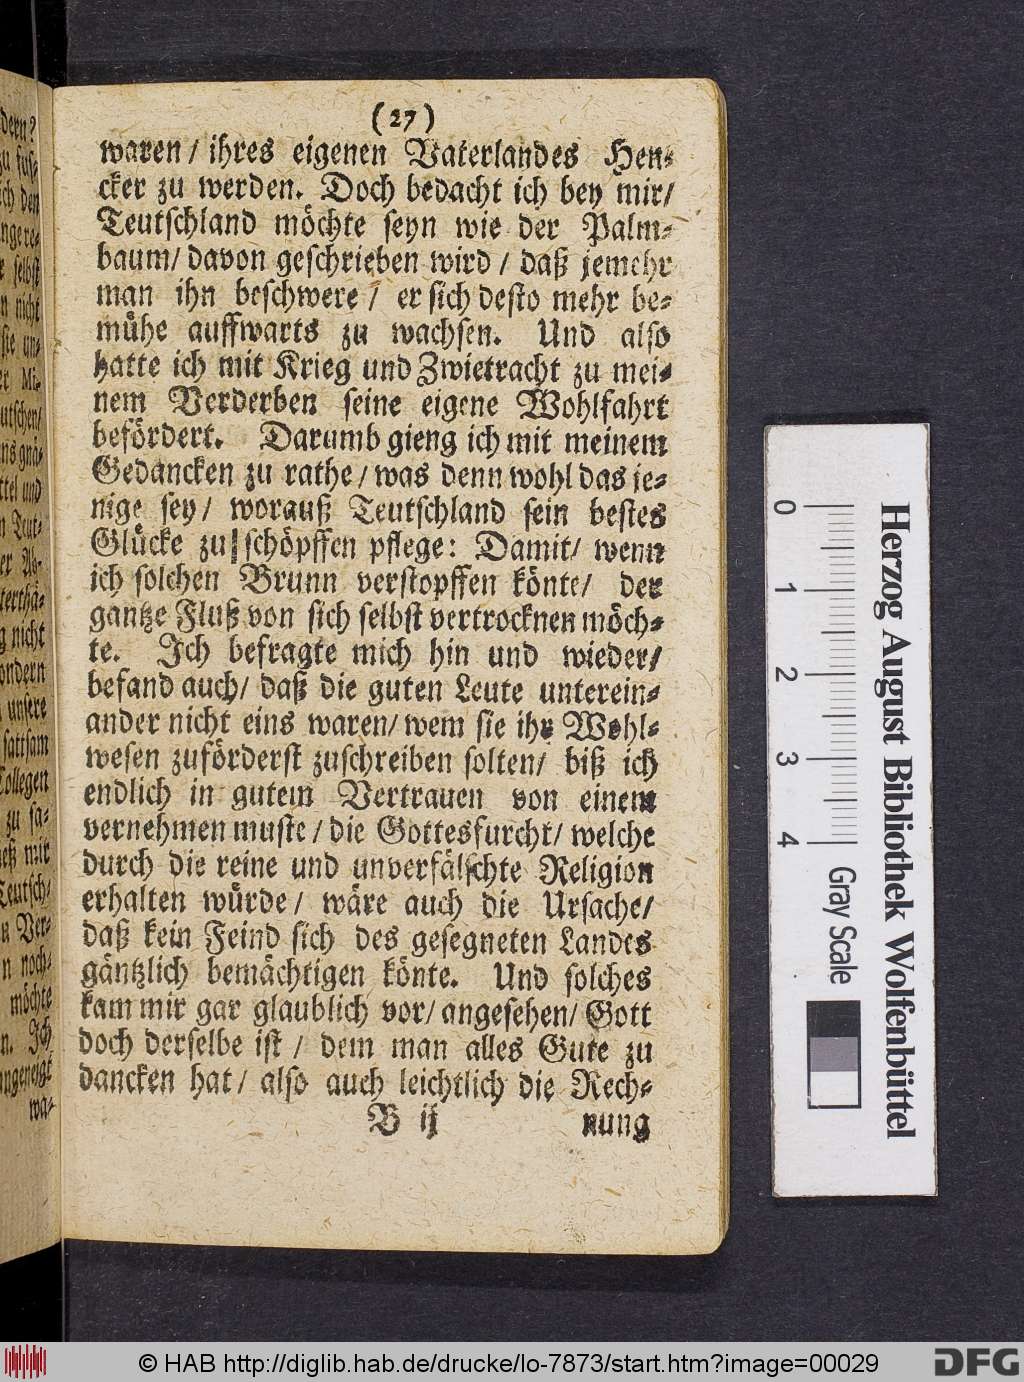 (27)
waren / ihres eigenen Vaterlandes Hen-
cker zu werden. Doch bedacht ich bey mir/
Teutschland möchte seyn wie der Palm-
baum/ davon geschrieben wird / daß jemehr
man ihn beschwere / er sich desto mehr be-
mühe auffwarts zu wachsen. Und also
hatte ich mit Krieg und Zwietracht zu mei-
nem Verderben seine eigene Wohlfahrt
befördert. Darumb gieng ich mit meinem
Gedancken zu rathe / was denn wohl das je-
nige sey / worauß Teutschland sein bestes
Glücke zu schöpffen pflege: Damit/ wenn
ich solchen Brunn verstopffen könte/ der
gantze Fluß von sich selbst vertrocknen möch-
te. Ich befragte mich hin und wieder/
befand auch/ daß die guten Leute unterein-
ander nicht eins waren/ wem sie ihr Wohl-
wesen zuförderst zuschreiben solten/ biß ich
endlich in gutem Vertrauen von einem
vernehmen muste / die Gottesfurcht/ welche
durch die reine und unverfälschte Religion
erhalten würde / wäre auch die Ursache/
daß kein Feind sich des gesegneten Landes
gäntzlich bemächtigen könte. Und solches
kam mir gar glaublich vor/ angesehen/ Gott
doch derselbe ist / dem man alles Gute zu
dancken hat / also auch leichtlich die Rech-
B ij nung
0 1 2 3 4
Gray Scale
Herzog August Bibliothek Wolfenbüttel
© HAB http://diglib.hab.de/drucke/lo-7873/start.htm?image=00029
DFG